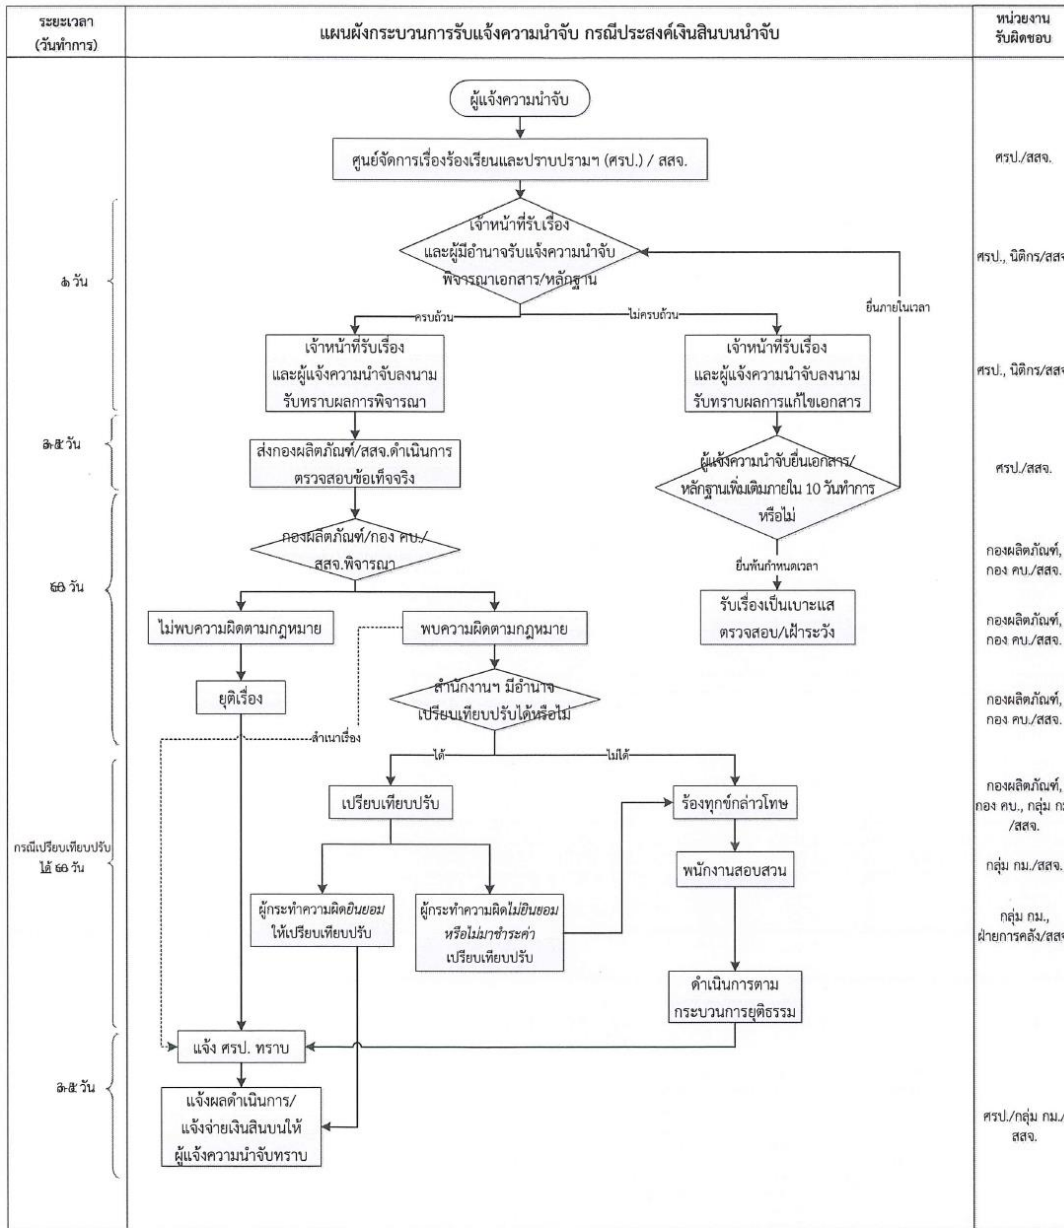 ระยะเวลา
(วันทำการ)
แผนผังกระบวนการรับแจ้งความนำจับ กรณีประสงค์เงินสินบนนำจับ
หน่วยงาน
รับผิดชอบ
ผู้แจ้งความนำจับ
ศูนย์จัดการเรื่องร้องเรียนและปราบปรามฯ (ศรป.) / สสจ.
ศรป./สสจ.
เจ้าหน้าที่รับเรื่อง
และผู้มีอำนาจรับแจ้งความนำจับ
พิจารณาเอกสาร/หลักฐาน
ศรป., นิติกร/สสจ
๑ วัน
ยื่นภายในเวลา
ครบถ้วน
ไม่ครบถ้วน
เจ้าหน้าที่รับเรื่อง
และผู้แจ้งความนำจับลงนาม
รับทราบผลการพิจารณา
เจ้าหน้าที่รับเรื่อง
และผู้แจ้งความนำจับลงนาม
รับทราบผลการแก้ไขเอกสาร
ศรป., นิติกร/สสจ
๓-๕ วัน
ส่งกองผลิตภัณฑ์/สสจ.ดำเนินการ
ตรวจสอบข้อเท็จจริง
ผู้แจ้งความนำจับยื่นเอกสาร/
หลักฐานเพิ่มเติมภายใน 10 วันทำการ
หรือไม่
ศรป./สสจ.
กองผลิตภัณฑ์/กอง คบ./
สสจ.พิจารณา
ยื่นพ้นกำหนดเวลา
กองผลิตภัณฑ์,
กอง คบ./สสจ.
วัน
ไม่พบความผิดตามกฎหมาย
พบความผิดตามกฎหมาย
รับเรื่องเป็นเบาะแส
ตรวจสอบ/เฝ้าระวัง
กองผลิตภัณฑ์,
กอง คบ./สสจ.
ยุติเรื่อง
สำนักงานฯ มีอำนาจ
เปรียบเทียบปรับได้หรือไม่
กองผลิตภัณฑ์,
กอง คบ./สสจ.
สำเนาเรื่อง
ได้
ไม่ได้
เปรียบเทียบปรับ
ร้องทุกข์กล่าวโทษ
กองผลิตภัณฑ์,
กอง คบ., กลุ่ม กม
/สสจ.
กรณีเปรียบเทียบปรับ
ได้ วัน
พนักงานสอบสวน
กลุ่ม กม./สสจ.
ผู้กระทำความผิดยินยอม
ให้เปรียบเทียบปรับ
ผู้กระทำความผิดไม่ยินยอม
หรือไม่มาชำระค่า
เปรียบเทียบปรับ
กลุ่ม กม.,
ฝ่ายการคลัง/สสจ
ดำเนินการตาม
กระบวนการยุติธรรม
แจ้ง ศรป. ทราบ
๓-๕ วัน
แจ้งผลดำเนินการ/
แจ้งจ่ายเงินสินบนให้
ผู้แจ้งความนำจับทราบ
ศรป./กลุ่ม กม./
สสจ.